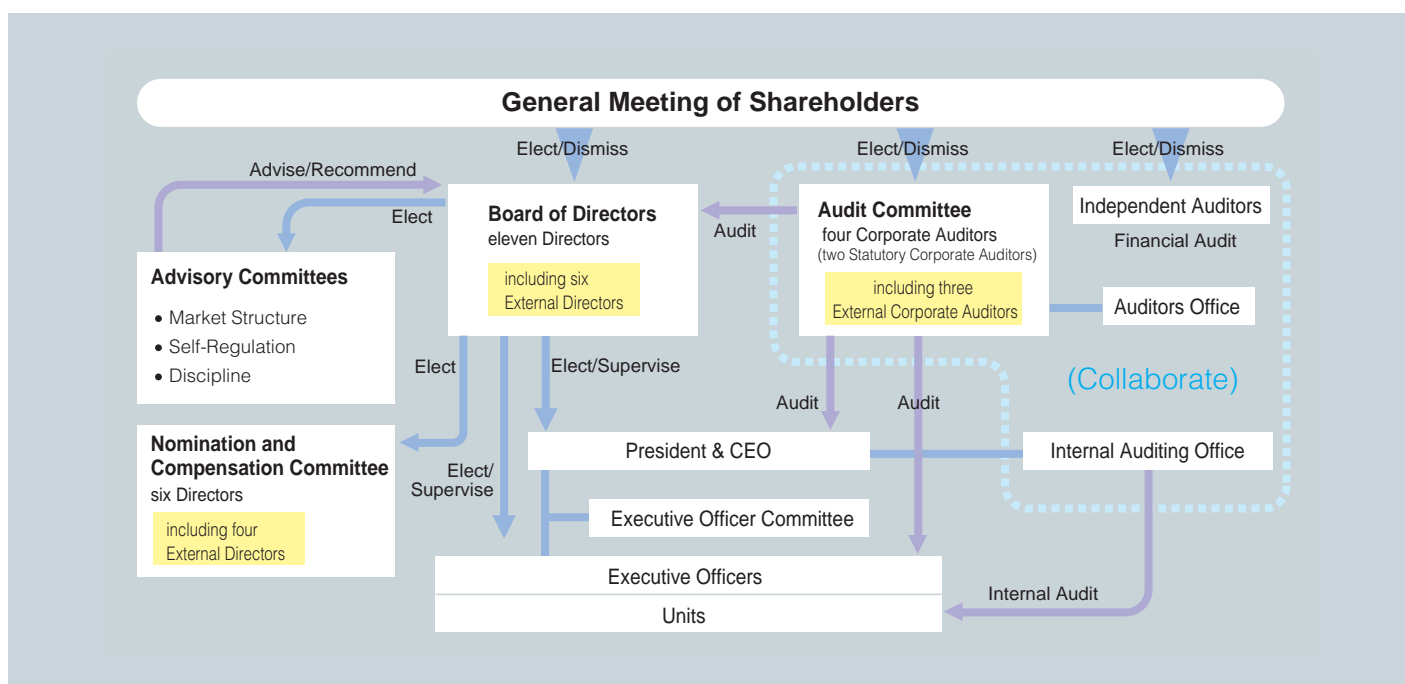 General Meeting of Shareholders
Elect/Dismiss
Elect/Dismiss
Elect/Dismiss
Advise/Recommend
Elect
Board of Directors
eleven Directors
including six
External Directors
Audit
Audit Committee
four Corporate Auditors
(two Statutory Corporate Auditors)
including three
External Corporate Auditors
Independent Auditors
Financial Audit
Auditors Office
Advisory Committees
• Market Structure
• Self-Regulation
• Discipline
Elect
Elect/Supervise
(Collaborate)
Audit
Audit
Nomination and
Compensation Committee
six Directors
including four
External Directors
Elect/
Supervise
President & CEO
Internal Auditing Office
Executive Officer Committee
Executive Officers
Units
Internal Audit